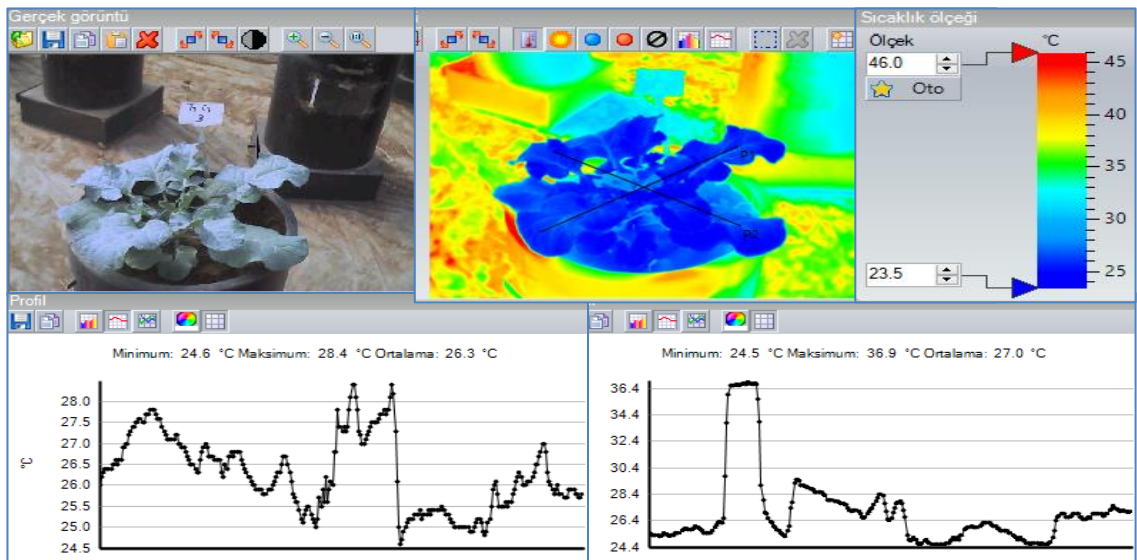 Gerçek görüntü
Sıcaklık ölçeği
Ölçek
46.0
Oto
23.5
°C
45
40
35
30
25
3
P1
P2
Profil
Minimum: 24.6 °C Maksimum: 28.4 °C Ortalama: 26.3 °C
°C
28.0
27.5
27.0
26.5
26.0
25.5
25.0
24.5
Minimum: 24.5 °C Maksimum: 36.9 °C Ortalama: 27.0 °C
36.4
34.4
32.4
30.4
28.4
26.4
24.4